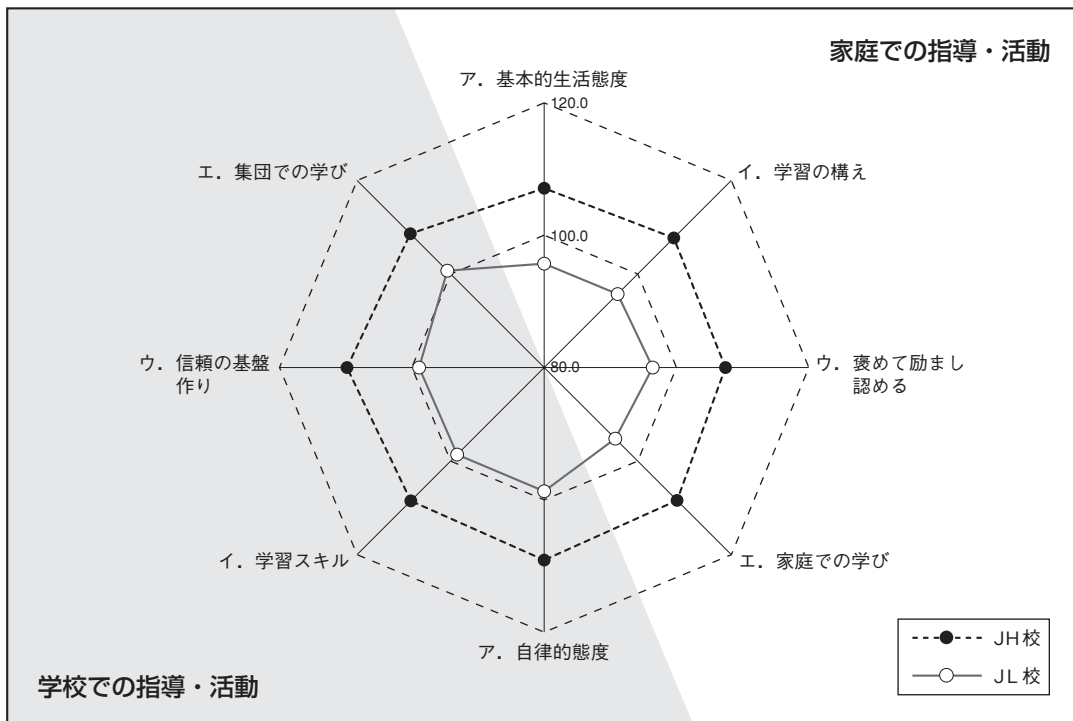 家庭での指導・活動
ア．基本的生活態度
120.0
エ．集団での学び
イ．学習の構え
100.0
ウ．信頼の基盤
作り
80.0
ウ．褒めて励まし
認める
イ．学習スキル
エ．家庭での学び
ア．自律的態度
学校での指導・活動
JH校
JL校